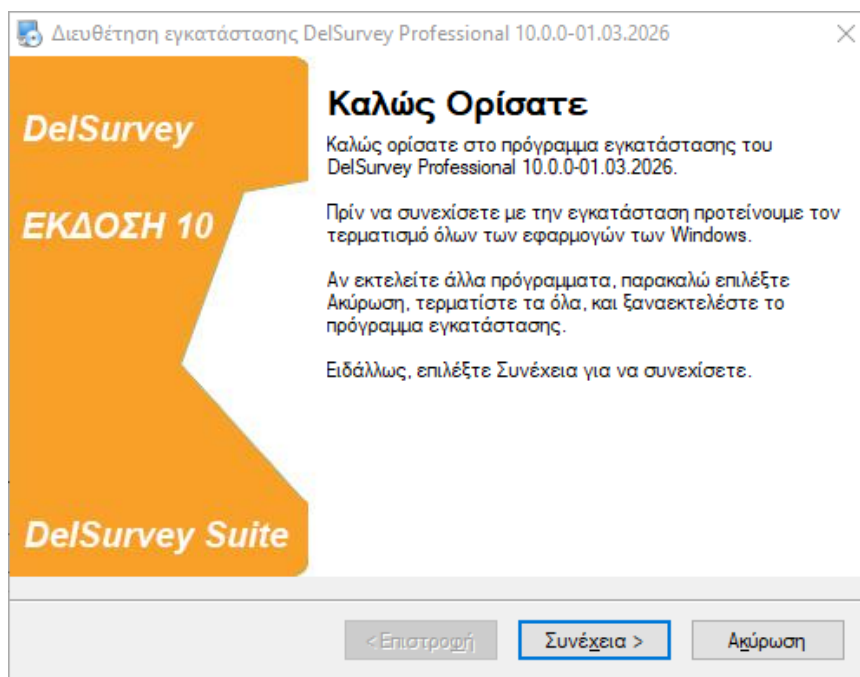 Διευθέτηση εγκατάστασης DelSurvey Professional 10.0.0-01.03.2026
DelSurvey
ΕΚΔΟΣΗ 10
DelSurvey Suite
Καλώς Ορίσατε
Καλώς ορίσατε στο πρόγραμμα εγκατάστασης του
DelSurvey Professional 10.0.0-01.03.2026.
Πρίν να συνεχίσετε με την εγκατάσταση προτείνουμε τον
τερματισμό όλων των εφαρμογών των Windows.
Αν εκτελείτε άλλα πρόγραμματα, παρακαλώ επιλέξτε
Ακύρωση, τερματίστε τα όλα, και ξαναεκτελέστε το
πρόγραμμα εγκατάστασης.
Ειδάλλως, επιλέξτε Συνέχεια για να συνεχίσετε.
< Επιστροφή
Συνέχεια >
Ακύρωση